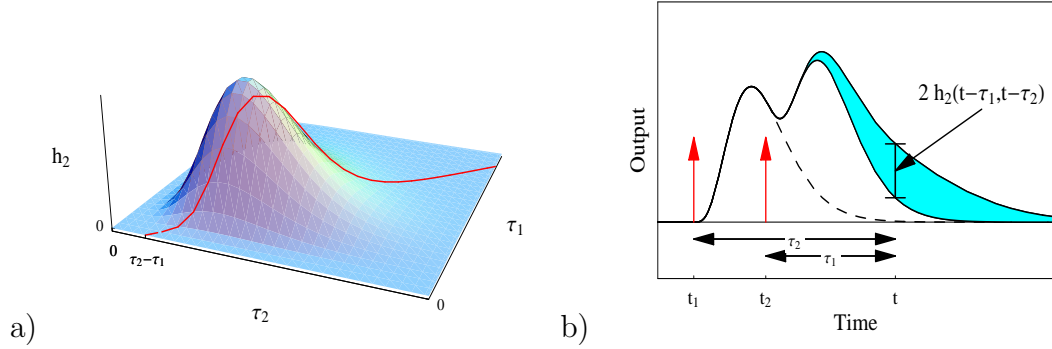 h₂
0
0
τ₂−τ₁
τ₂
0
τ₁
a)
Output
2 h₂(t−τ₁,t−τ₂)
τ₂
τ₁
t₁
t₂
t
Time
b)